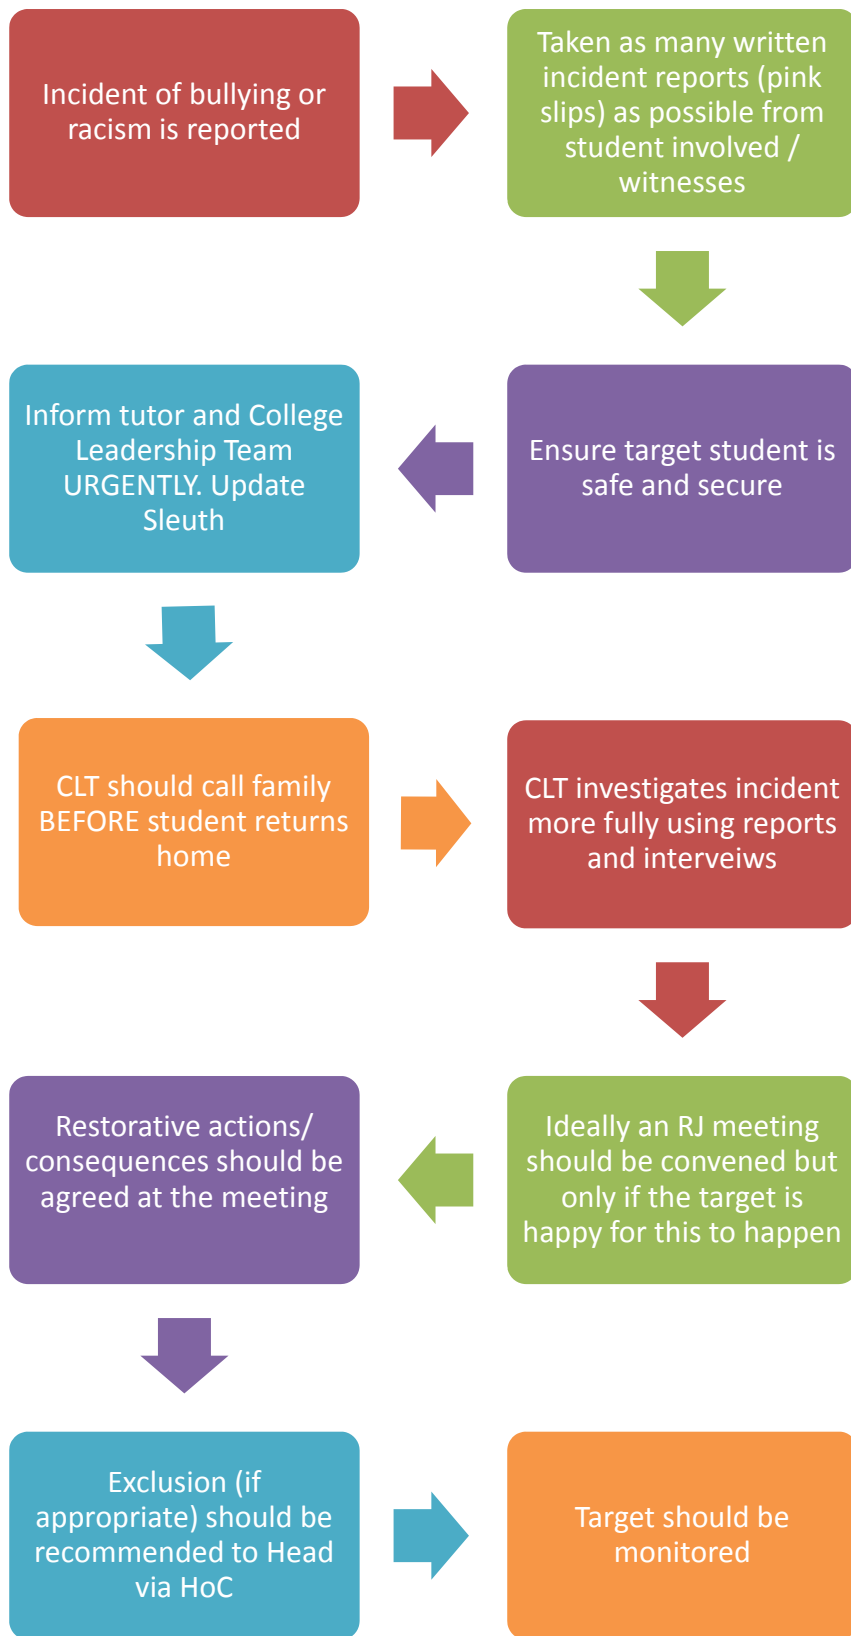 Incident of bullying or
racism is reported
Taken as many written
incident reports (pink
slips) as possible from
student involved /
witnesses
Ensure target student is
safe and secure
Inform tutor and College
Leadership Team
URGENTLY. Update
Sleuth
CLT should call family
BEFORE student returns
home
CLT investigates incident
more fully using reports
and interveiws
Ideally an RJ meeting
should be convened but
only if the target is
happy for this to happen
Restorative actions/
consequences should be
agreed at the meeting
Exclusion (if
appropriate) should be
recommended to Head
via HoC
Target should be
monitored